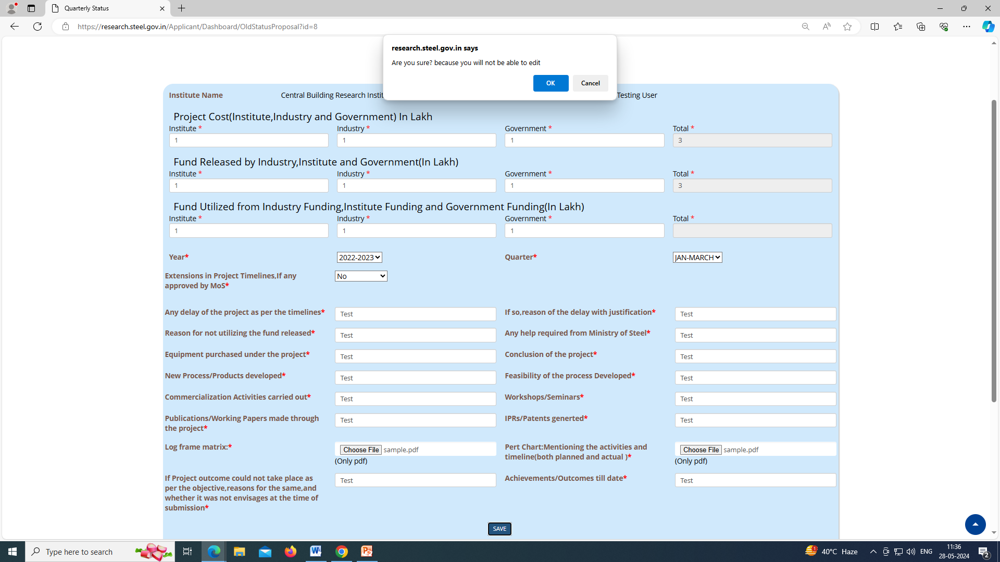 Quarterly Status
https://research.steel.gov.in/Applicant/Dashboard/OldStatusProposal?id=8
research.steel.gov.in says
Are you sure? because you will not be able to edit
OK Cancel
Institute Name Central Building Research Instit Testing User
Project Cost(Institute,Industry and Government) In Lakh
Institute * Industry * Government * Total *
1 1 1 3
Fund Released by Industry,Institute and Government(In Lakh)
Institute * Industry * Government * Total *
1 1 1 3
Fund Utilized from Industry Funding,Institute Funding and Government Funding(In Lakh)
Institute * Industry * Government * Total *
1 1 1
Year* 2022-2023 Quarter* JAN-MARCH
Extensions in Project Timelines,If any No
approved by MoS*
Any delay of the project as per the timelines* Test If so,reason of the delay with justification* Test
Reason for not utilizing the fund released* Test Any help required from Ministry of Steel* Test
Equipment purchased under the project* Test Conclusion of the project* Test
New Process/Products developed* Test Feasibility of the process Developed* Test
Commercialization Activities carried out* Test Workshops/Seminars* Test
Publications/Working Papers made through Test IPRs/Patents generted* Test
the project*
Log frame matrix:* Choose File sample.pdf Pert Chart:Mentioning the activities and Choose File sample.pdf
(Only pdf) timeline(both planned and actual )* (Only pdf)
If Project outcome could not take place as Test Achievements/Outcomes till date* Test
per the objective,reasons for the same,and
whether it was not envisages at the time of
submission*
SAVE
Type here to search 1 40°C Haze ENG 11:36
28-05-2024 2